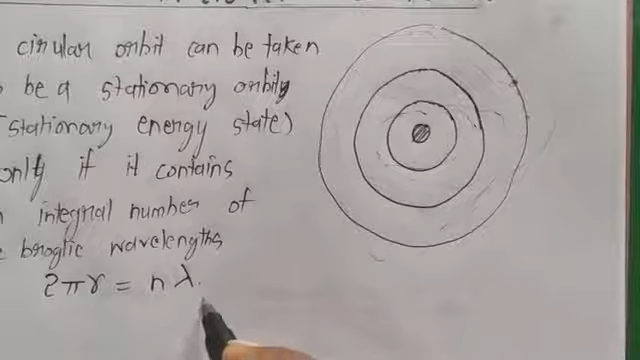 circular orbit can be taken
be a stationary orbit
(stationary energy state)
only if it contains
integral number of
broglie wavelengths
2πr = nλ.